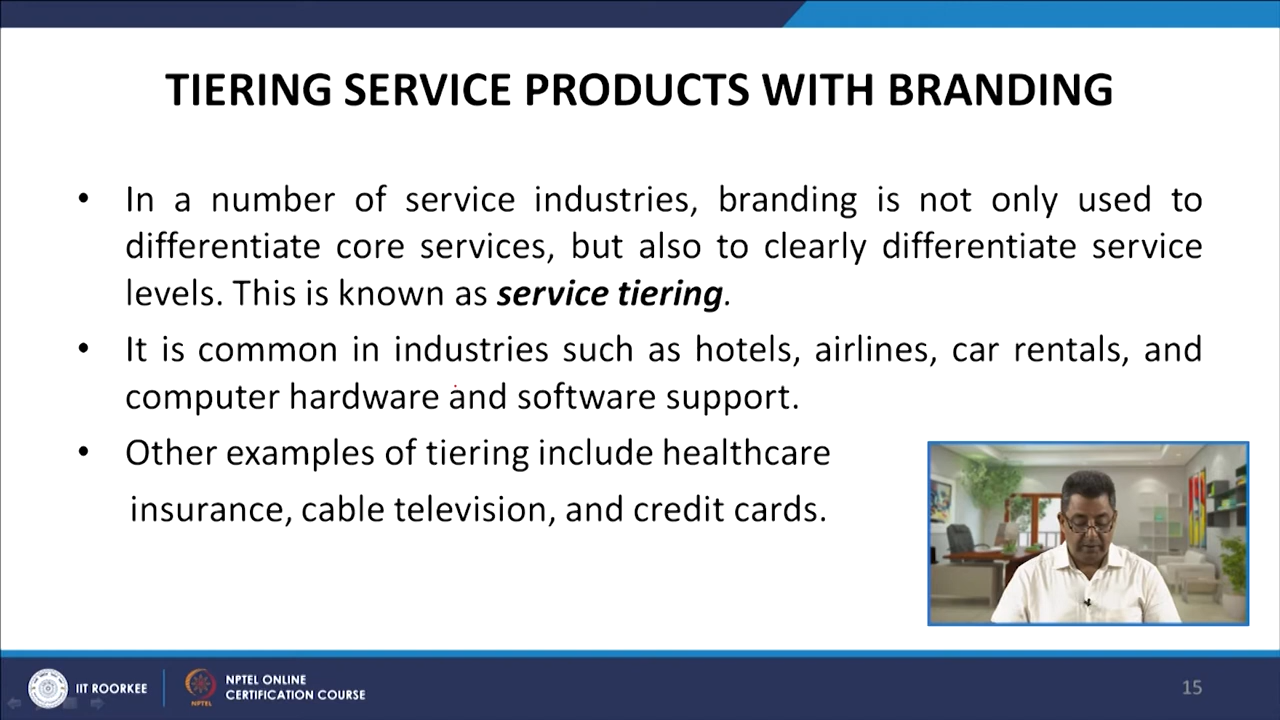 TIERING SERVICE PRODUCTS WITH BRANDING
• In a number of service industries, branding is not only used to
differentiate core services, but also to clearly differentiate service
levels. This is known as service tiering.
• It is common in industries such as hotels, airlines, car rentals, and
computer hardware and software support.
• Other examples of tiering include healthcare
insurance, cable television, and credit cards.
IIT ROORKEE
NPTEL
NPTEL ONLINE
CERTIFICATION COURSE
15